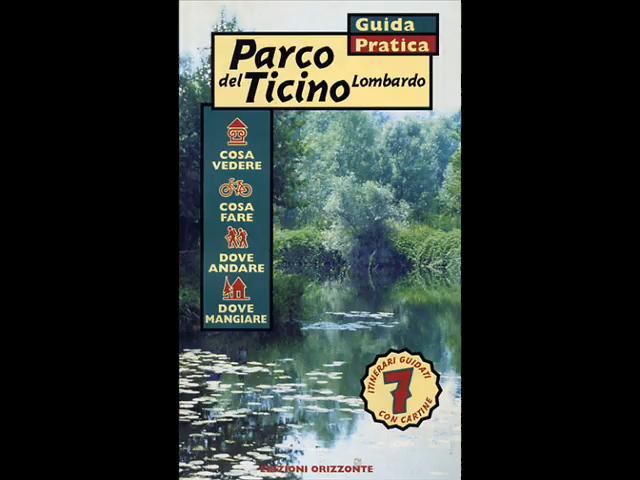 Guida
Pratica
Parco
del Ticino Lombardo
COSA
VEDERE
COSA
FARE
DOVE
ANDARE
DOVE
MANGIARE
ITINERARI GUIDATI
7
CON CARTINE
EDIZIONI ORIZZONTE